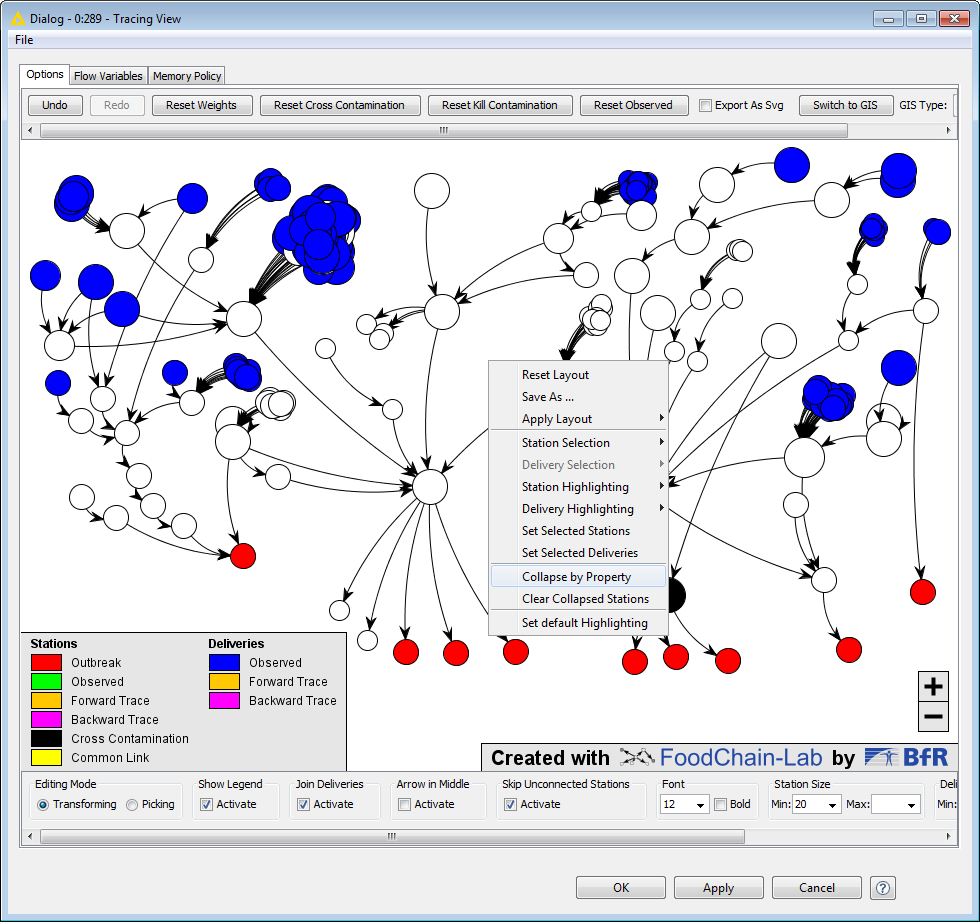 Dialog - 0:289 - Tracing View
File
Options Flow Variables Memory Policy
Undo Redo Reset Weights Reset Cross Contamination Reset Kill Contamination Reset Observed Export As Svg Switch to GIS GIS Type:
Reset Layout
Save As ...
Apply Layout
Station Selection
Delivery Selection
Station Highlighting
Delivery Highlighting
Set Selected Stations
Set Selected Deliveries
Collapse by Property
Clear Collapsed Stations
Set default Highlighting
Stations Deliveries
Outbreak Observed
Observed Forward Trace
Forward Trace Backward Trace
Backward Trace
Cross Contamination
Common Link
+
−
Created with FoodChain-Lab by BfR
Editing Mode Show Legend Join Deliveries Arrow in Middle Skip Unconnected Stations Font Station Size Deli
Transforming Picking Activate Activate Activate Activate 12 Bold Min: 20 Max: Min:
OK Apply Cancel ?